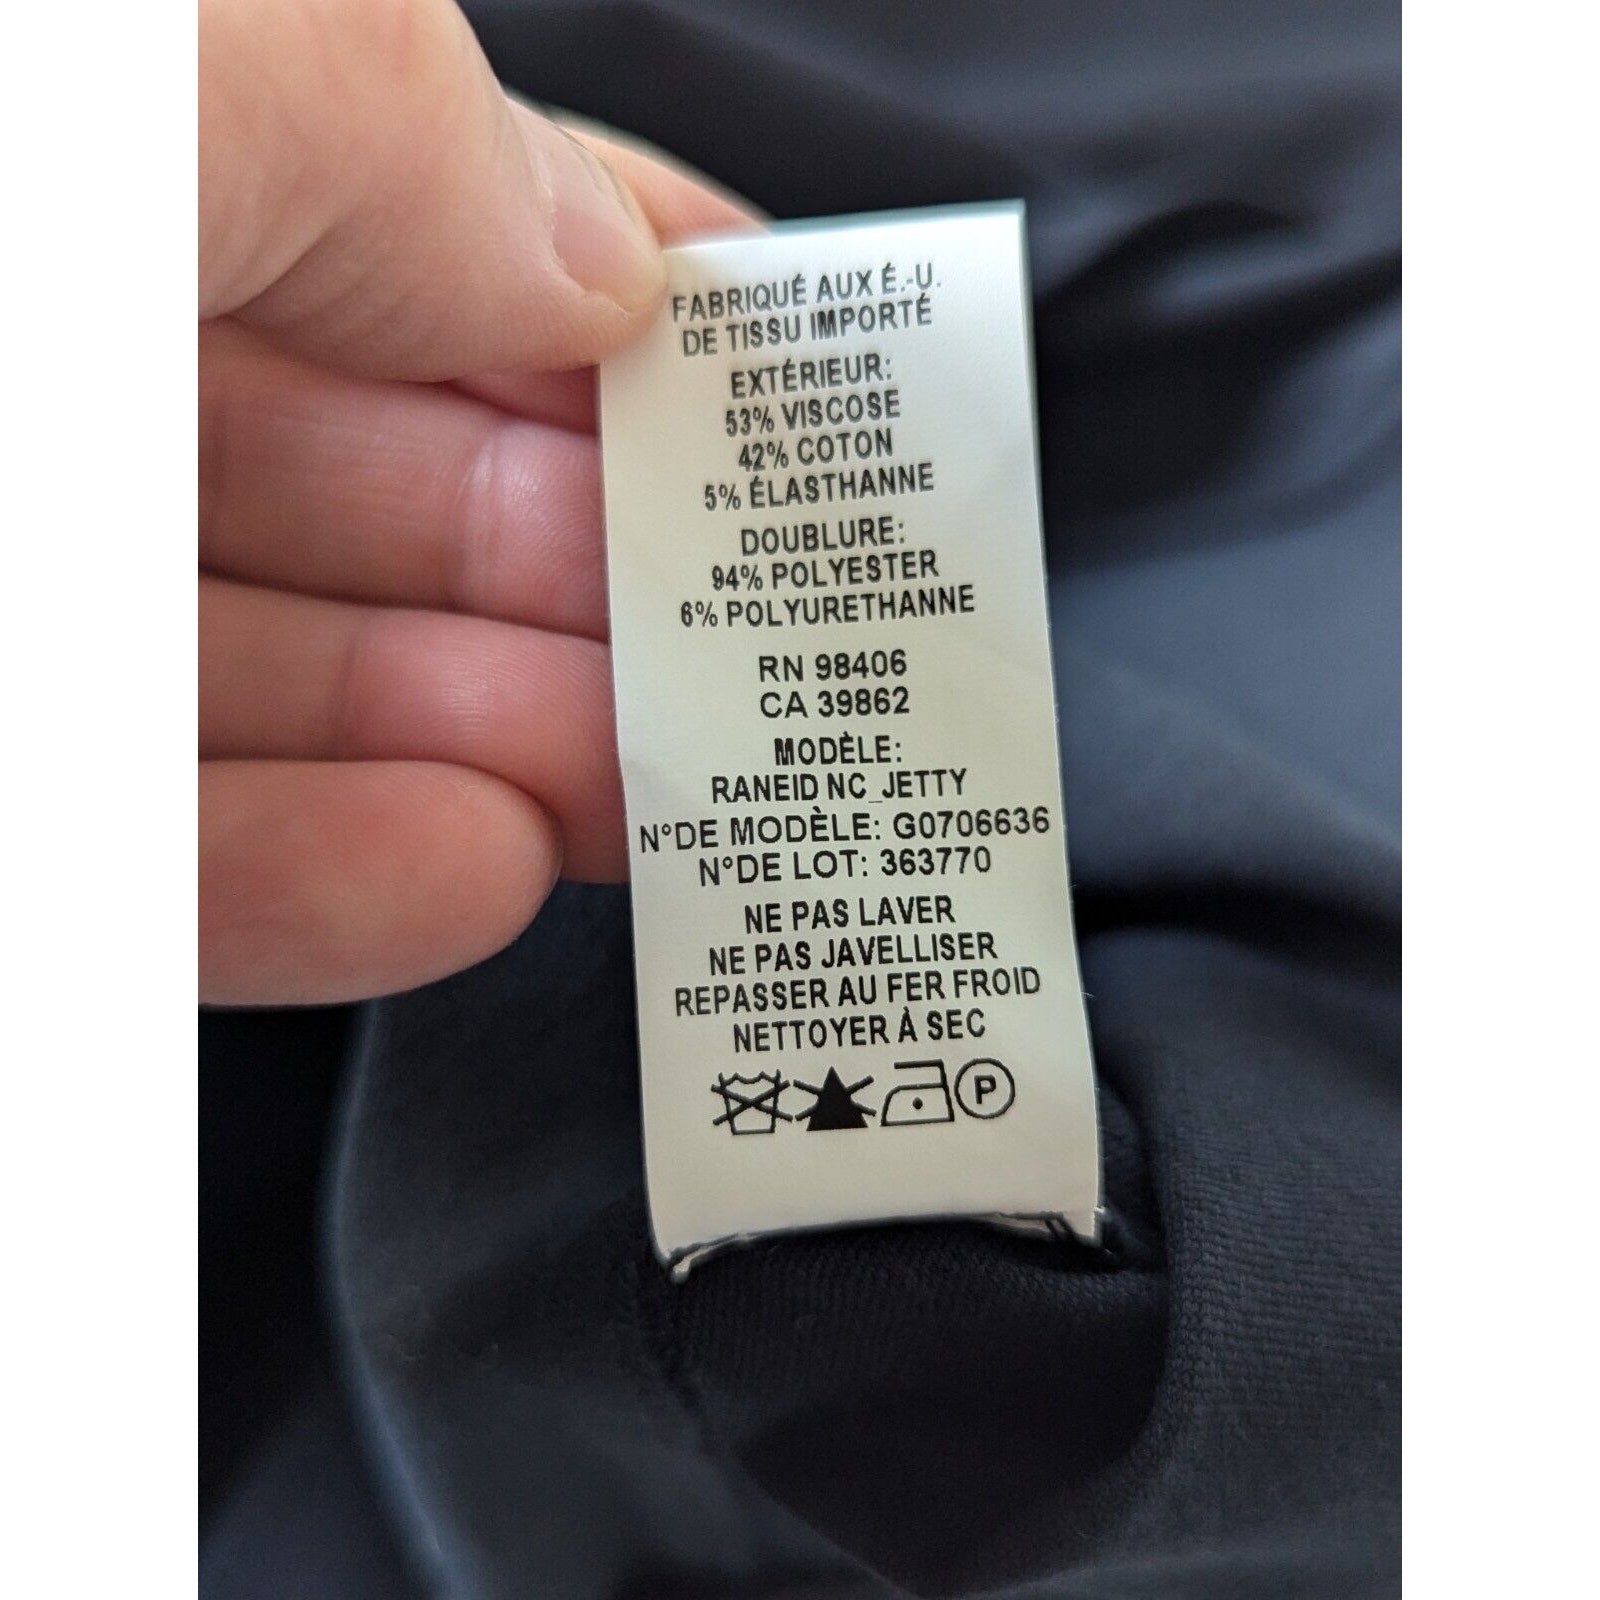 FABRIQUÉ AUX É.-U.
DE TISSU IMPORTÉ
EXTÉRIEUR:
53% VISCOSE
42% COTON
5% ÉLASTHANNE
DOUBLURE:
94% POLYESTER
6% POLYURETHANNE
RN 98406
CA 39862
MODÈLE:
RANEID NC_JETTY
N°DE MODÈLE: G0706636
N°DE LOT: 363770
NE PAS LAVER
NE PAS JAVELLISER
REPASSER AU FER FROID
NETTOYER À SEC
P